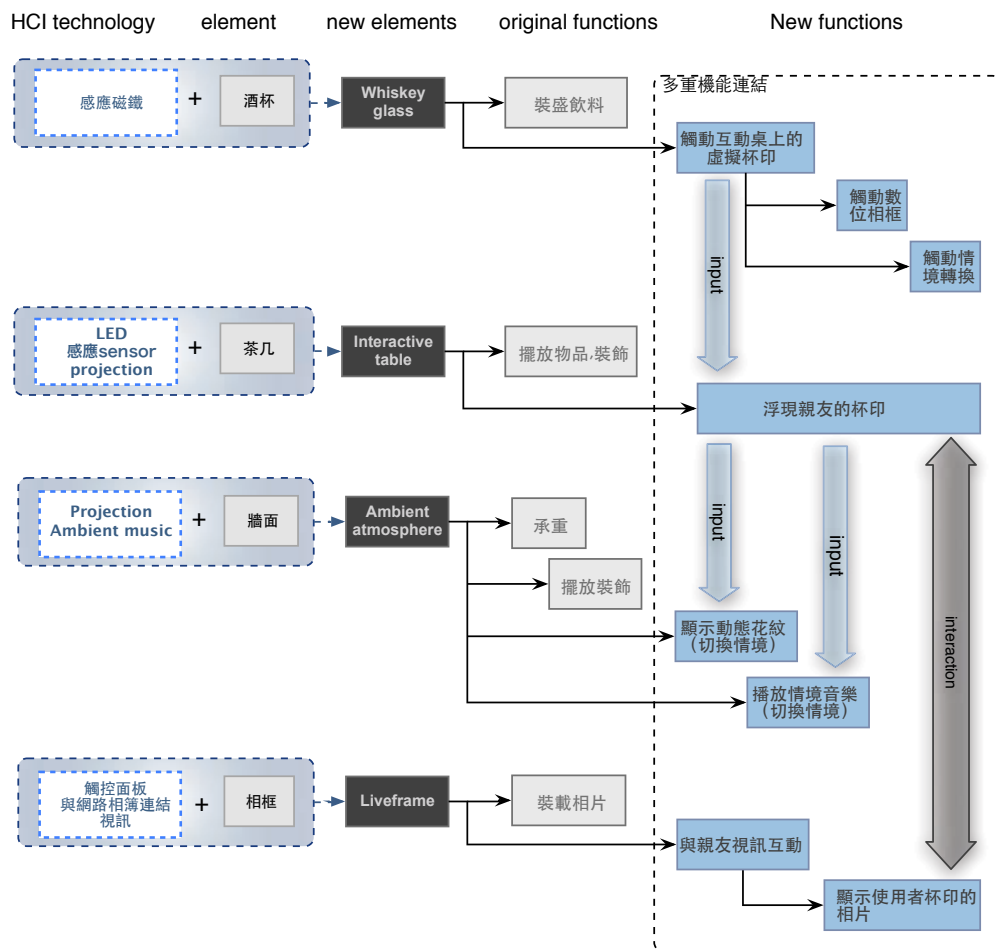 HCI technology
element
new elements
original functions
New functions
多重機能連結
感應磁鐵
+
酒杯
Whiskey
glass
裝盛飲料
觸動互動桌上的
虛擬杯印
觸動數
位相框
觸動情
境轉換
input
LED
感應sensor
projection
+
茶几
Interactive
table
擺放物品,裝飾
浮現親友的杯印
Projection
Ambient music
+
牆面
Ambient
atmosphere
承重
擺放裝飾
input
input
interaction
顯示動態花紋
(切換情境)
播放情境音樂
(切換情境)
觸控面板
與網路相簿連結
視訊
+
相框
Liveframe
裝載相片
與親友視訊互動
顯示使用者杯印的
相片